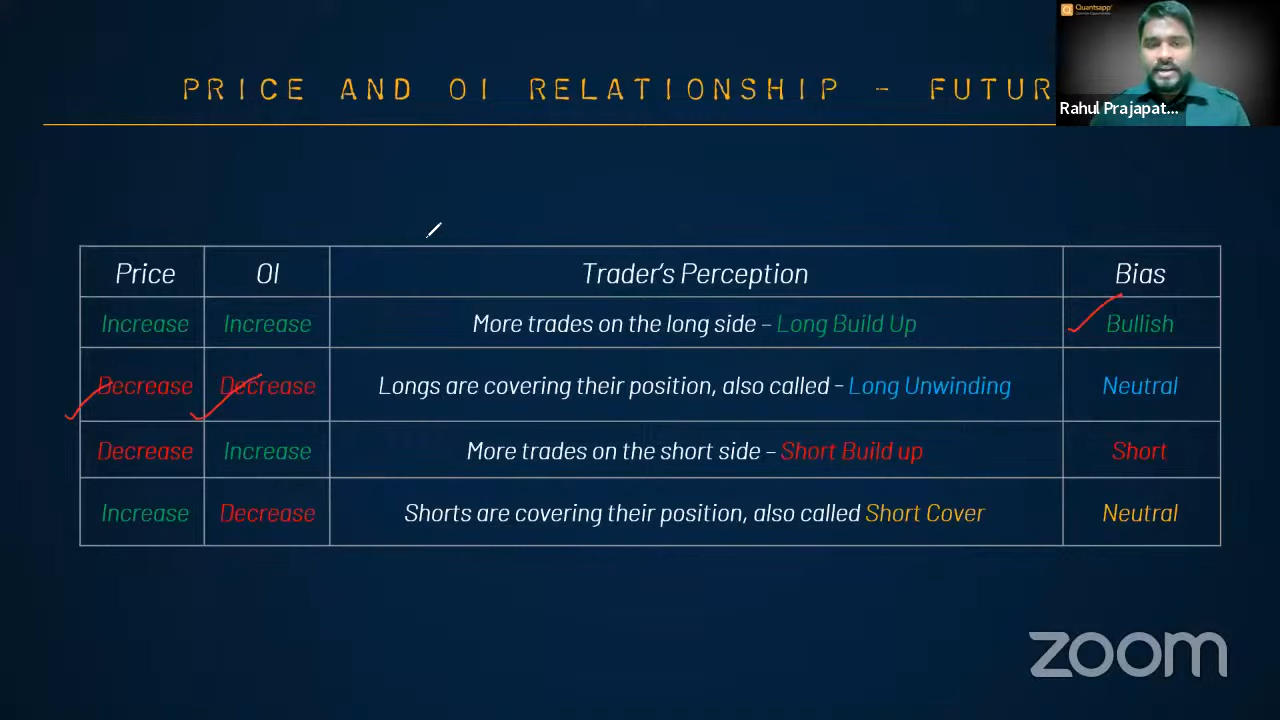 Quantsapp
PRICE AND OI RELATIONSHIP - FUTUR
Rahul Prajapat...
Price OI Trader's Perception Bias
Increase Increase More trades on the long side – Long Build Up Bullish
Decrease Decrease Longs are covering their position, also called – Long Unwinding Neutral
Decrease Increase More trades on the short side – Short Build up Short
Increase Decrease Shorts are covering their position, also called Short Cover Neutral
zoom